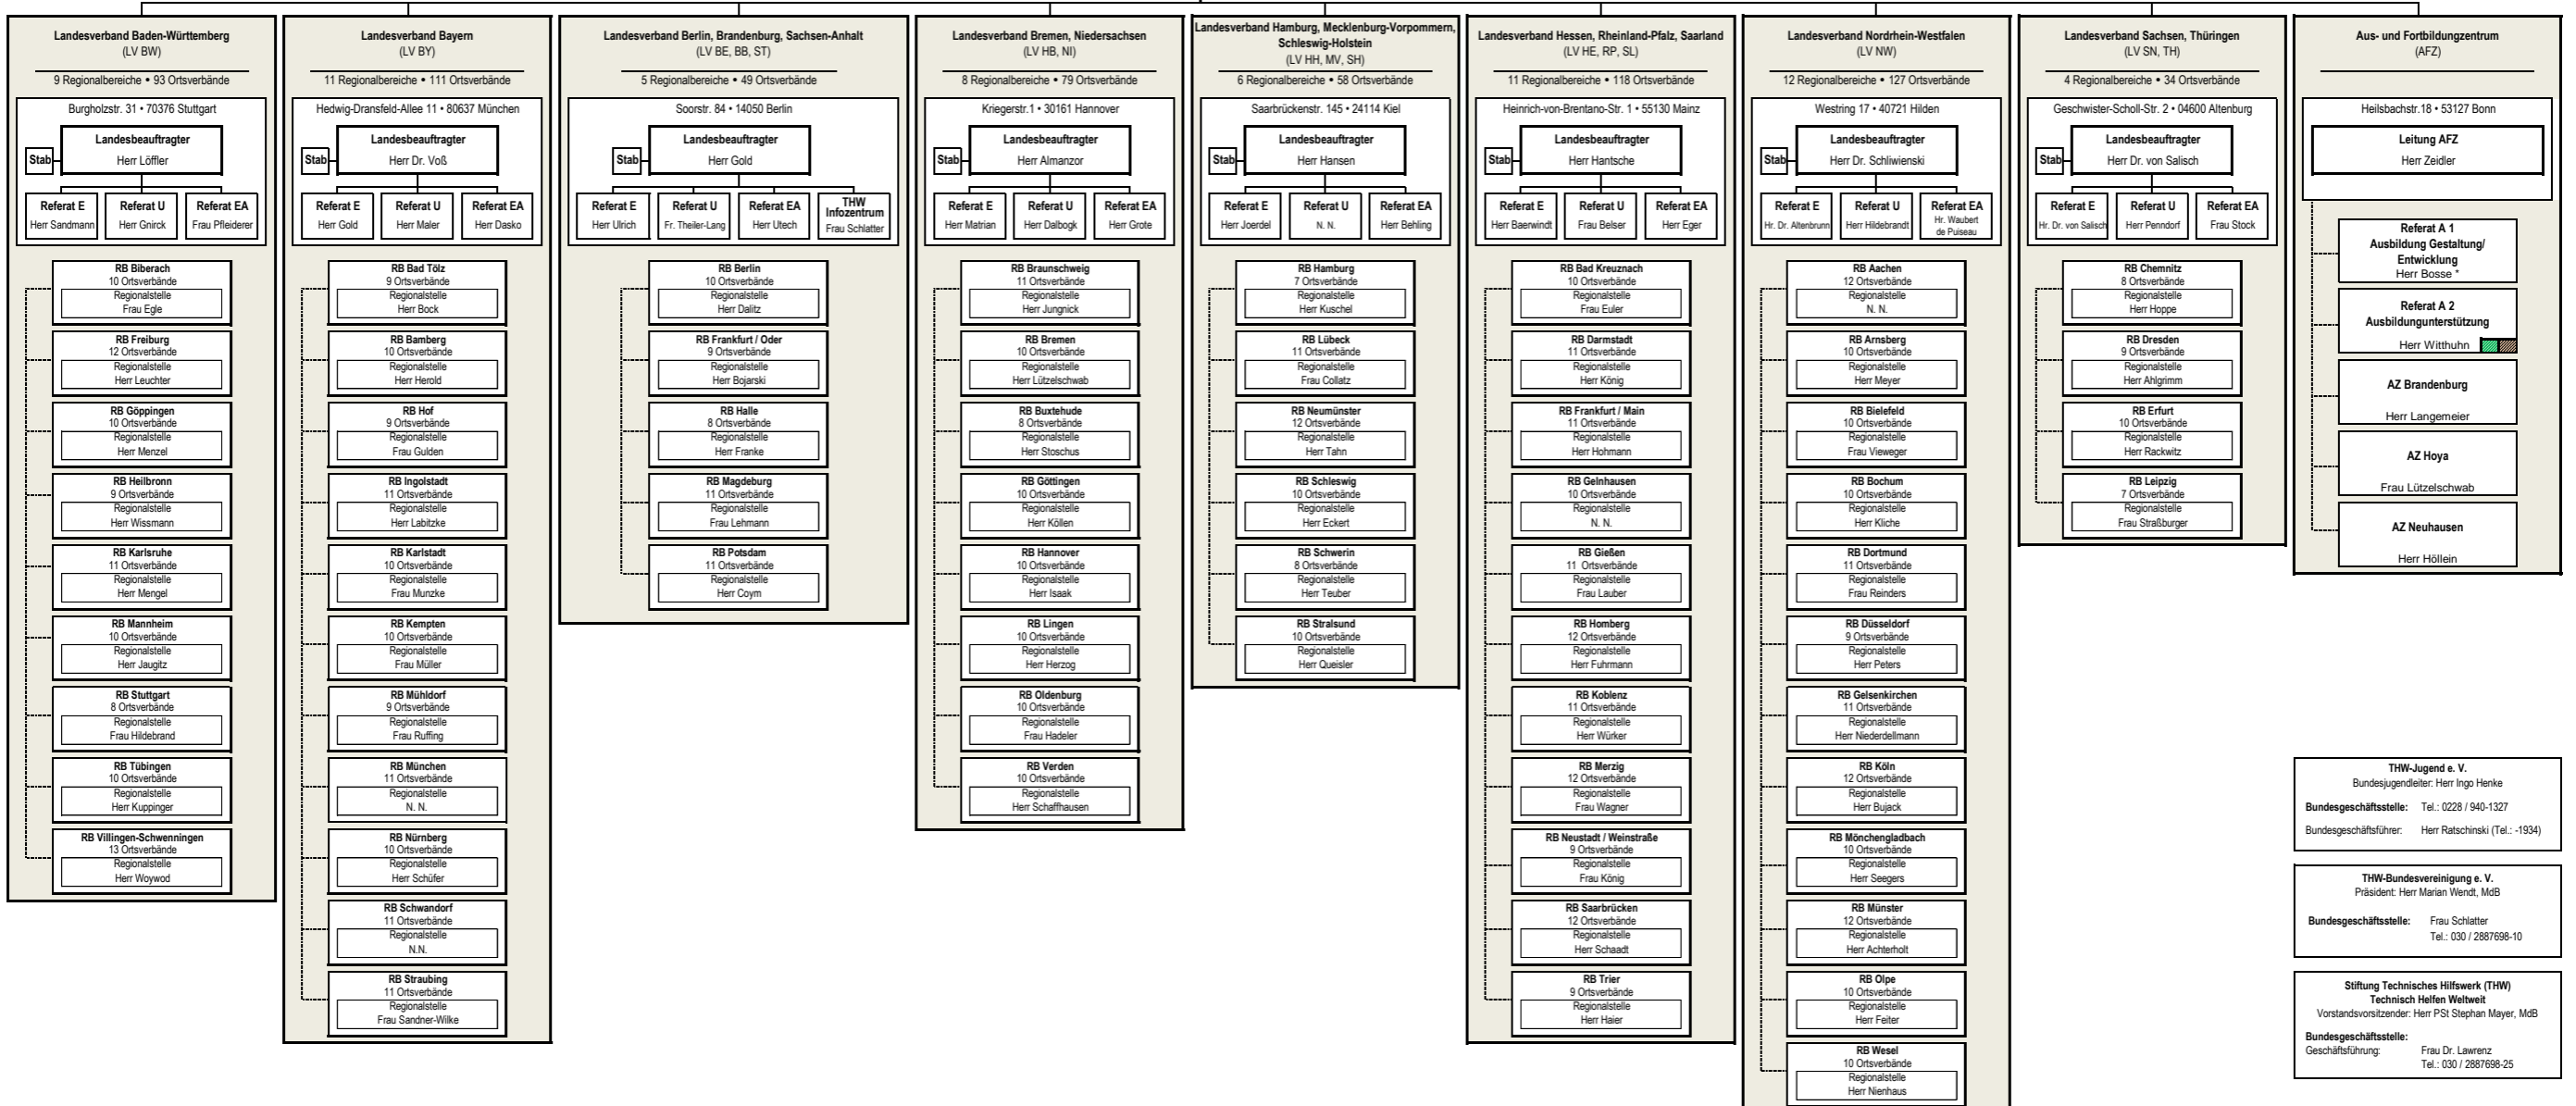 Landesverband Baden-Württemberg
(LV BW)
9 Regionalbereiche • 93 Ortsverbände
Burgholzstr. 31 • 70376 Stuttgart
Landesbeauftragter
Stab
Herr Löffler
Referat E
Herr Sandmann
Referat U
Herr Gnirck
Referat EA
Frau Pfleiderer
RB Biberach
10 Ortsverbände
Regionalstelle
Frau Egle
RB Freiburg
12 Ortsverbände
Regionalstelle
Herr Leuchter
RB Göppingen
10 Ortsverbände
Regionalstelle
Herr Menzel
RB Heilbronn
9 Ortsverbände
Regionalstelle
Herr Wissmann
RB Karlsruhe
11 Ortsverbände
Regionalstelle
Herr Mengel
RB Mannheim
10 Ortsverbände
Regionalstelle
Herr Jaugitz
RB Stuttgart
8 Ortsverbände
Regionalstelle
Frau Hildebrand
RB Tübingen
10 Ortsverbände
Regionalstelle
Herr Kuppinger
RB Villingen-Schwenningen
13 Ortsverbände
Regionalstelle
Herr Woywod
Landesverband Bayern
(LV BY)
11 Regionalbereiche • 111 Ortsverbände
Hedwig-Dransfeld-Allee 11 • 80637 München
Landesbeauftragter
Stab
Herr Dr. Voß
Referat E
Herr Gold
Referat U
Herr Maler
Referat EA
Herr Dasko
RB Bad Tölz
9 Ortsverbände
Regionalstelle
Herr Bock
RB Bamberg
10 Ortsverbände
Regionalstelle
Herr Herold
RB Hof
9 Ortsverbände
Regionalstelle
Frau Gulden
RB Ingolstadt
11 Ortsverbände
Regionalstelle
Herr Labitzke
RB Karlstadt
10 Ortsverbände
Regionalstelle
Frau Munzke
RB Kempten
10 Ortsverbände
Regionalstelle
Frau Müller
RB Mühldorf
9 Ortsverbände
Regionalstelle
Frau Ruffing
RB München
11 Ortsverbände
Regionalstelle
N. N.
RB Nürnberg
10 Ortsverbände
Regionalstelle
Herr Schüfer
RB Schwandorf
11 Ortsverbände
Regionalstelle
N.N.
RB Straubing
11 Ortsverbände
Regionalstelle
Frau Sandner-Wilke
Landesverband Berlin, Brandenburg, Sachsen-Anhalt
(LV BE, BB, ST)
5 Regionalbereiche • 49 Ortsverbände
Soorstr. 84 • 14050 Berlin
Landesbeauftragter
Stab
Herr Gold
Referat E
Herr Ulrich
Referat U
Fr. Theiler-Lang
Referat EA
Herr Utech
THW
Infozentrum
Frau Schlatter
RB Berlin
10 Ortsverbände
Regionalstelle
Herr Dalitz
RB Frankfurt / Oder
9 Ortsverbände
Regionalstelle
Herr Bojarski
RB Halle
8 Ortsverbände
Regionalstelle
Herr Franke
RB Magdeburg
11 Ortsverbände
Regionalstelle
Frau Lehmann
RB Potsdam
11 Ortsverbände
Regionalstelle
Herr Coym
Landesverband Bremen, Niedersachsen
(LV HB, NI)
8 Regionalbereiche • 79 Ortsverbände
Kriegerstr.1 • 30161 Hannover
Landesbeauftragter
Stab
Herr Almanzor
Referat E
Herr Matrian
Referat U
Herr Dalbogk
Referat EA
Herr Grote
RB Braunschweig
11 Ortsverbände
Regionalstelle
Herr Jungnick
RB Bremen
10 Ortsverbände
Regionalstelle
Herr Lützelschwab
RB Buxtehude
8 Ortsverbände
Regionalstelle
Herr Stoschus
RB Göttingen
10 Ortsverbände
Regionalstelle
Herr Köllen
RB Hannover
10 Ortsverbände
Regionalstelle
Herr Isaak
RB Lingen
10 Ortsverbände
Regionalstelle
Herr Herzog
RB Oldenburg
10 Ortsverbände
Regionalstelle
Frau Hadeler
RB Verden
10 Ortsverbände
Regionalstelle
Herr Schaffhausen
Landesverband Hamburg, Mecklenburg-Vorpommern,
Schleswig-Holstein
(LV HH, MV, SH)
6 Regionalbereiche • 58 Ortsverbände
Saarbrückenstr. 145 • 24114 Kiel
Landesbeauftragter
Stab
Herr Hansen
Referat E
Herr Joerdel
Referat U
N. N.
Referat EA
Herr Behling
RB Hamburg
7 Ortsverbände
Regionalstelle
Herr Kuschel
RB Lübeck
11 Ortsverbände
Regionalstelle
Frau Collatz
RB Neumünster
12 Ortsverbände
Regionalstelle
Herr Tahn
RB Schleswig
10 Ortsverbände
Regionalstelle
Herr Eckert
RB Schwerin
8 Ortsverbände
Regionalstelle
Herr Teuber
RB Stralsund
10 Ortsverbände
Regionalstelle
Herr Queisler
Landesverband Hessen, Rheinland-Pfalz, Saarland
(LV HE, RP, SL)
11 Regionalbereiche • 118 Ortsverbände
Heinrich-von-Brentano-Str. 1 • 55130 Mainz
Landesbeauftragter
Stab
Herr Hantsche
Referat E
Herr Baerwindt
Referat U
Frau Belser
Referat EA
Herr Eger
RB Bad Kreuznach
10 Ortsverbände
Regionalstelle
Frau Euler
RB Darmstadt
11 Ortsverbände
Regionalstelle
Herr König
RB Frankfurt / Main
11 Ortsverbände
Regionalstelle
Herr Hohmann
RB Gelnhausen
10 Ortsverbände
Regionalstelle
N. N.
RB Gießen
11 Ortsverbände
Regionalstelle
Frau Lauber
RB Homberg
12 Ortsverbände
Regionalstelle
Herr Fuhrmann
RB Koblenz
11 Ortsverbände
Regionalstelle
Herr Würker
RB Merzig
12 Ortsverbände
Regionalstelle
Frau Wagner
RB Neustadt / Weinstraße
9 Ortsverbände
Regionalstelle
Frau König
RB Saarbrücken
12 Ortsverbände
Regionalstelle
Herr Schaadt
RB Trier
9 Ortsverbände
Regionalstelle
Herr Haier
Landesverband Nordrhein-Westfalen
(LV NW)
12 Regionalbereiche • 127 Ortsverbände
Westring 17 • 40721 Hilden
Landesbeauftragter
Stab
Herr Dr. Schliwienski
Referat E
Hr. Dr. Altenbrunn
Referat U
Herr Hildebrandt
Referat EA
Hr. Waubert
de Puiseau
RB Aachen
12 Ortsverbände
Regionalstelle
N. N.
RB Arnsberg
10 Ortsverbände
Regionalstelle
Herr Meyer
RB Bielefeld
10 Ortsverbände
Regionalstelle
Frau Vieweger
RB Bochum
10 Ortsverbände
Regionalstelle
Herr Kliche
RB Dortmund
11 Ortsverbände
Regionalstelle
Frau Reinders
RB Düsseldorf
9 Ortsverbände
Regionalstelle
Herr Peters
RB Gelsenkirchen
11 Ortsverbände
Regionalstelle
Herr Niederdellmann
RB Köln
12 Ortsverbände
Regionalstelle
Herr Bujack
RB Mönchengladbach
10 Ortsverbände
Regionalstelle
Herr Seegers
RB Münster
12 Ortsverbände
Regionalstelle
Herr Achterholt
RB Olpe
10 Ortsverbände
Regionalstelle
Herr Feiter
RB Wesel
10 Ortsverbände
Regionalstelle
Herr Nienhaus
Landesverband Sachsen, Thüringen
(LV SN, TH)
4 Regionalbereiche • 34 Ortsverbände
Geschwister-Scholl-Str. 2 • 04600 Altenburg
Landesbeauftragter
Stab
Herr Dr. von Salisch
Referat E
Hr. Dr. von Salisch
Referat U
Herr Penndorf
Referat EA
Frau Stock
RB Chemnitz
8 Ortsverbände
Regionalstelle
Herr Hoppe
RB Dresden
9 Ortsverbände
Regionalstelle
Herr Ahlgrimm
RB Erfurt
10 Ortsverbände
Regionalstelle
Herr Rackwitz
RB Leipzig
7 Ortsverbände
Regionalstelle
Frau Straßburger
Aus- und Fortbildungzentrum
(AFZ)
Heilsbachstr.18 • 53127 Bonn
Leitung AFZ
Herr Zeidler
Referat A 1
Ausbildung Gestaltung/
Entwicklung
Herr Bosse *
Referat A 2
Ausbildungunterstützung
Herr Witthuhn
AZ Brandenburg
Herr Langemeier
AZ Hoya
Frau Lützelschwab
AZ Neuhausen
Herr Höllein
THW-Jugend e. V.
Bundesjugendleiter: Herr Ingo Henke
Bundesgeschäftsstelle: Tel.: 0228 / 940-1327
Bundesgeschäftsführer: Herr Ratschinski (Tel.: -1934)
THW-Bundesvereinigung e. V.
Präsident: Herr Marian Wendt, MdB
Bundesgeschäftsstelle: Frau Schlatter
Tel.: 030 / 2887698-10
Stiftung Technisches Hilfswerk (THW)
Technisch Helfen Weltweit
Vorstandsvorsitzender: Herr PSt Stephan Mayer, MdB
Bundesgeschäftsstelle:
Geschäftsführung: Frau Dr. Lawrenz
Tel.: 030 / 2887698-25